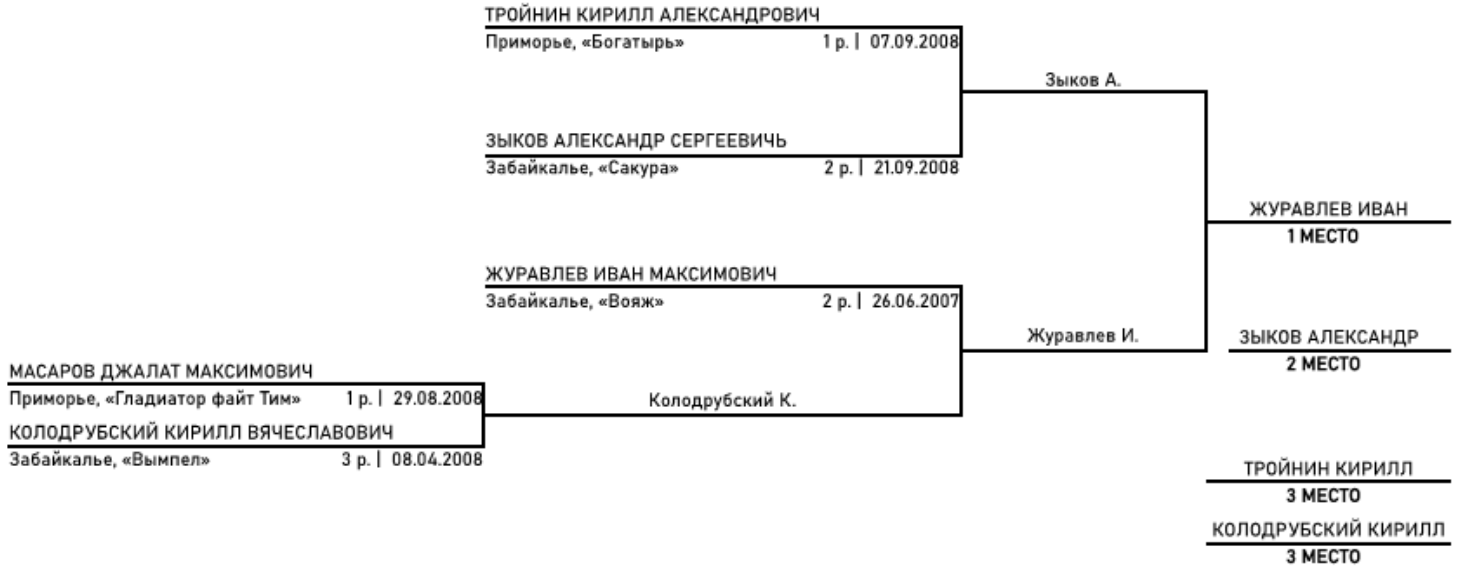 ТРОЙНИН КИРИЛЛ АЛЕКСАНДРОВИЧ
Приморье, «Богатырь» 1 р. | 07.09.2008
Зыков А.
ЗЫКОВ АЛЕКСАНДР СЕРГЕЕВИЧЬ
Забайкалье, «Сакура» 2 р. | 21.09.2008
ЖУРАВЛЕВ ИВАН
1 МЕСТО
ЖУРАВЛЕВ ИВАН МАКСИМОВИЧ
Забайкалье, «Вояж» 2 р. | 26.06.2007
Журавлев И.
ЗЫКОВ АЛЕКСАНДР
2 МЕСТО
МАСАРОВ ДЖАЛАТ МАКСИМОВИЧ
Приморье, «Гладиатор файт Тим» 1 р. | 29.08.2008
Колодрубский К.
КОЛОДРУБСКИЙ КИРИЛЛ ВЯЧЕСЛАВОВИЧ
Забайкалье, «Вымпел» 3 р. | 08.04.2008
ТРОЙНИН КИРИЛЛ
3 МЕСТО
КОЛОДРУБСКИЙ КИРИЛЛ
3 МЕСТО